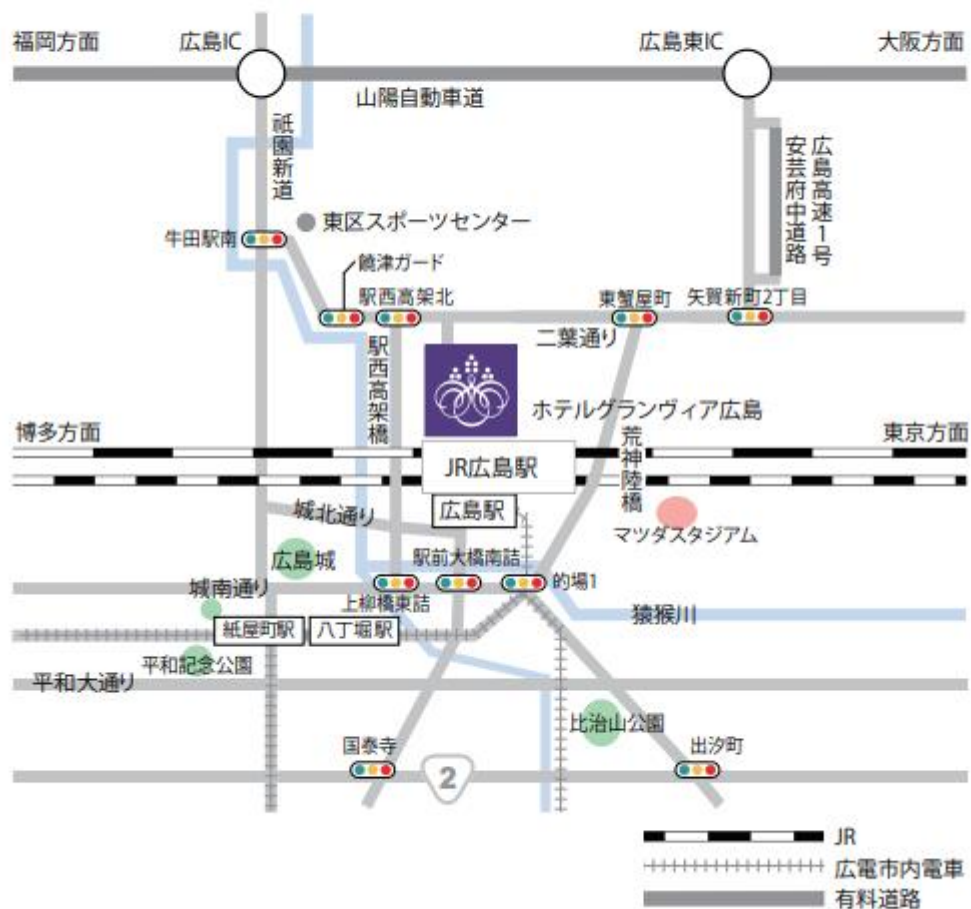 福岡方面
広島IC
広島東IC
大阪方面
山陽自動車道
祇園新道
広島高速1号
安芸府中道路
東区スポーツセンター
牛田駅南
饒津ガード
駅西高架北
東蟹屋町
矢賀新町2丁目
二葉通り
駅西高架橋
ホテルグランヴィア広島
博多方面
東京方面
荒神陸橋
JR広島駅
広島駅
城北通り
マツダスタジアム
広島城
駅前大橋南詰
的場1
城南通り
上柳橋東詰
猿猴川
紙屋町駅
八丁堀駅
平和記念公園
平和大通り
比治山公園
国泰寺
2
出汐町
JR
広電市内電車
有料道路